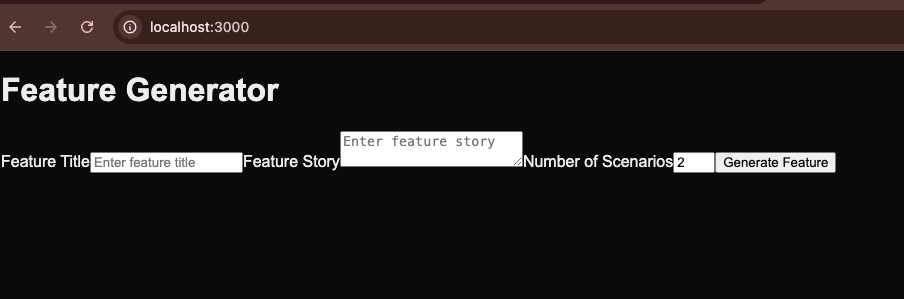 localhost:3000
Feature Generator
Feature Title Enter feature title Feature Story Enter feature story Number of Scenarios 2 Generate Feature